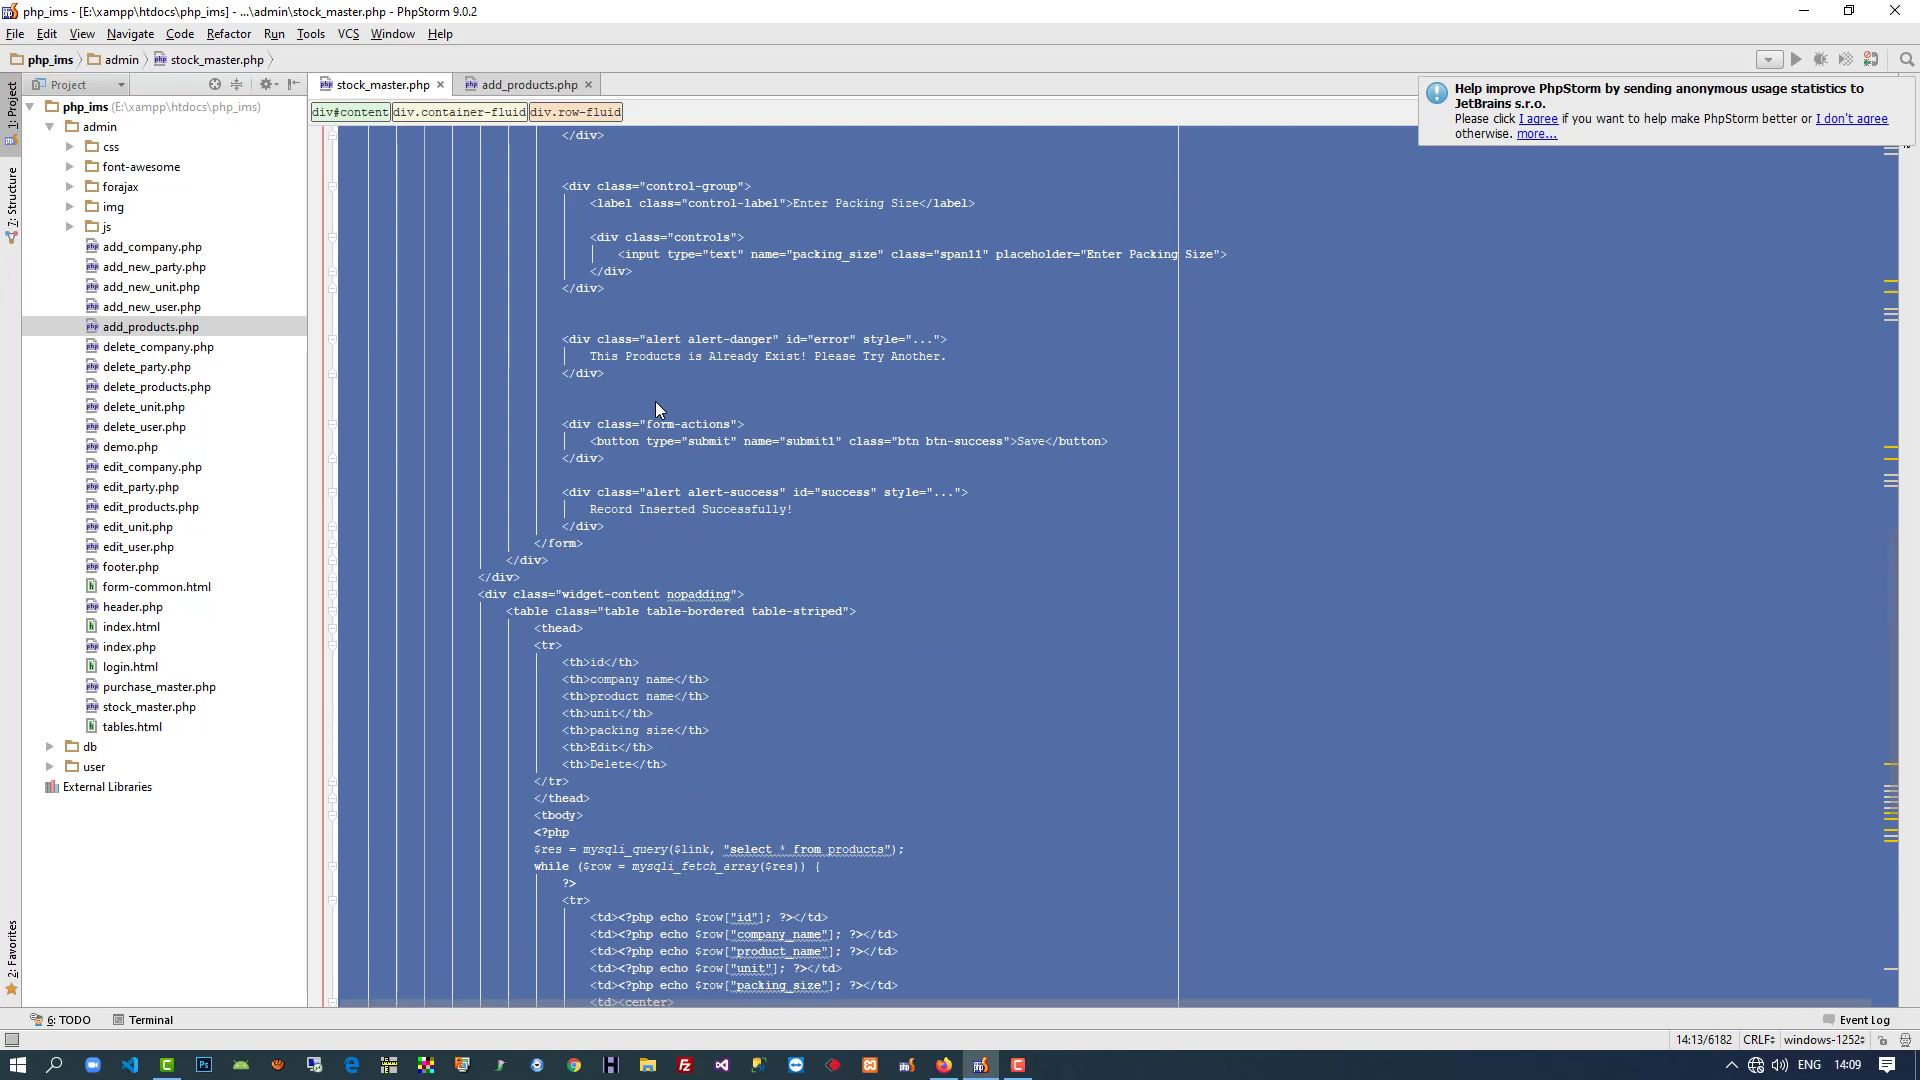 php_ims - [E:\xampp\htdocs\php_ims] - ...\admin\stock_master.php - PhpStorm 9.0.2
File Edit View Navigate Code Refactor Run Tools VCS Window Help
php_ims admin stock_master.php
Project
stock_master.php
add_products.php
Help improve PhpStorm by sending anonymous usage statistics to
JetBrains s.r.o.
Please click I agree if you want to help make PhpStorm better or I don't agree
otherwise. more...
div#content div.container-fluid div.row-fluid
1: Project
7: Structure
2: Favorites
php_ims (E:\xampp\htdocs\php_ims)
admin
css
font-awesome
forajax
img
js
add_company.php
add_new_party.php
add_new_unit.php
add_new_user.php
add_products.php
delete_company.php
delete_party.php
delete_products.php
delete_unit.php
delete_user.php
demo.php
edit_company.php
edit_party.php
edit_products.php
edit_unit.php
edit_user.php
footer.php
form-common.html
header.php
index.html
index.php
login.html
purchase_master.php
stock_master.php
tables.html
db
user
External Libraries
</div>
<div class="control-group">
<label class="control-label">Enter Packing Size</label>
<div class="controls">
<input type="text" name="packing_size" class="span11" placeholder="Enter Packing Size">
</div>
</div>
<div class="alert alert-danger" id="error" style="...">
This Products is Already Exist! Please Try Another.
</div>
<div class="form-actions">
<button type="submit" name="submit1" class="btn btn-success">Save</button>
</div>
<div class="alert alert-success" id="success" style="...">
Record Inserted Successfully!
</div>
</form>
</div>
</div>
<div class="widget-content nopadding">
<table class="table table-bordered table-striped">
<thead>
<tr>
<th>id</th>
<th>company name</th>
<th>product name</th>
<th>unit</th>
<th>packing size</th>
<th>Edit</th>
<th>Delete</th>
</tr>
</thead>
<tbody>
<?php
$res = mysqli_query($link, "select * from products");
while ($row = mysqli_fetch_array($res)) {
?>
<tr>
<td><?php echo $row["id"]; ?></td>
<td><?php echo $row["company_name"]; ?></td>
<td><?php echo $row["product_name"]; ?></td>
<td><?php echo $row["unit"]; ?></td>
<td><?php echo $row["packing_size"]; ?></td>
<td><center>
6: TODO Terminal Event Log
14:13/6182 CRLF windows-1252
ENG 14:09